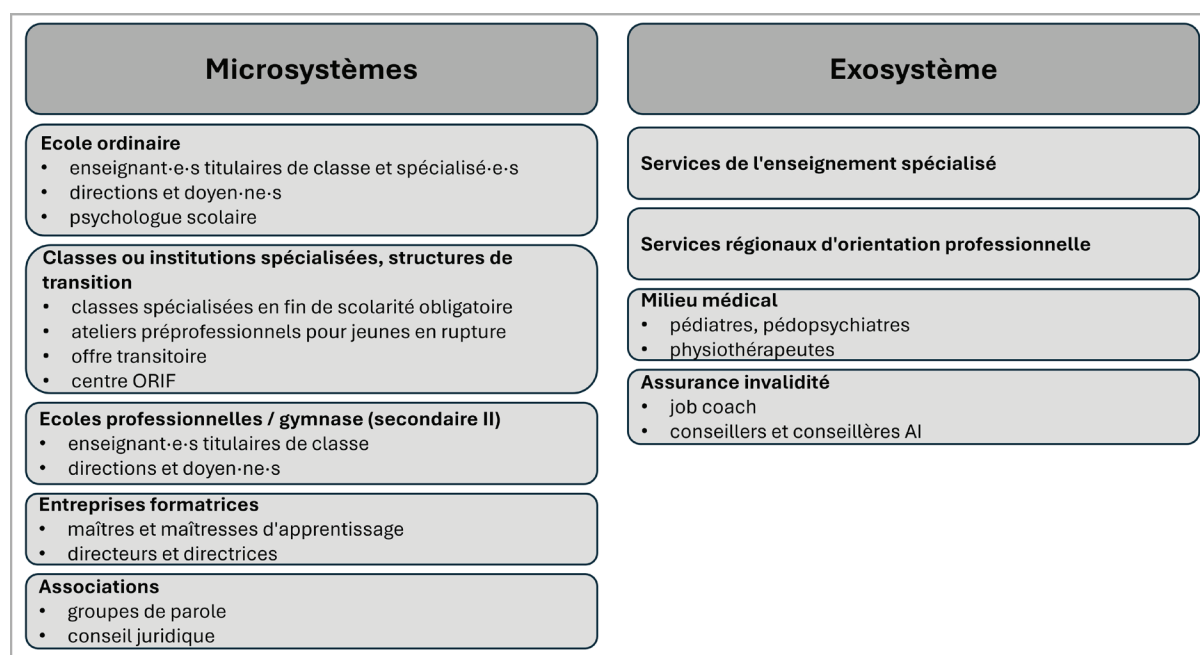 Microsystèmes
Ecole ordinaire
• enseignant·e·s titulaires de classe et spécialisé·e·s
• directions et doyen·ne·s
• psychologue scolaire
Classes ou institutions spécialisées, structures de
transition
• classes spécialisées en fin de scolarité obligatoire
• ateliers préprofessionnels pour jeunes en rupture
• offre transitoire
• centre ORIF
Ecoles professionnelles / gymnase (secondaire II)
• enseignant·e·s titulaires de classe
• directions et doyen·ne·s
Entreprises formatrices
• maîtres et maîtresses d'apprentissage
• directeurs et directrices
Associations
• groupes de parole
• conseil juridique
Exosystème
Services de l'enseignement spécialisé
Services régionaux d'orientation professionnelle
Milieu médical
• pédiatres, pédopsychiatres
• physiothérapeutes
Assurance invalidité
• job coach
• conseillers et conseillères AI